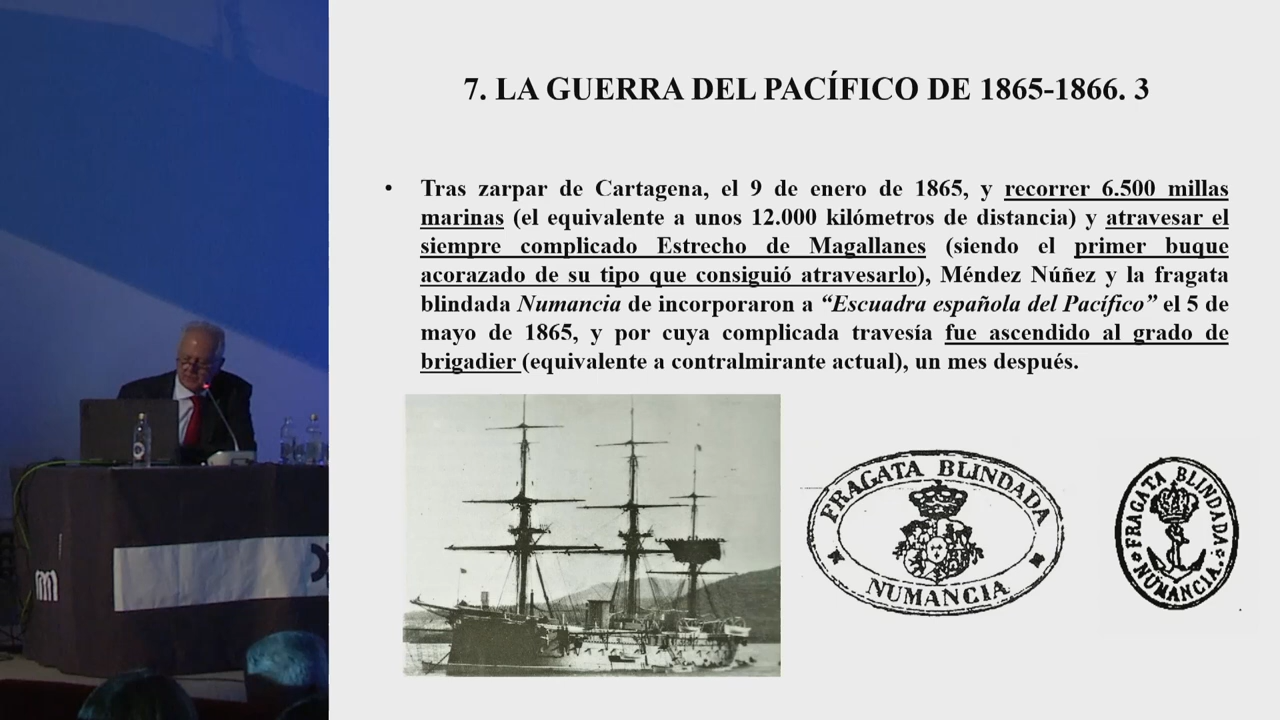 7. LA GUERRA DEL PACÍFICO DE 1865-1866. 3
• Tras zarpar de Cartagena, el 9 de enero de 1865, y recorrer 6.500 millas
marinas (el equivalente a unos 12.000 kilómetros de distancia) y atravesar el
siempre complicado Estrecho de Magallanes (siendo el primer buque
acorazado de su tipo que consiguió atravesarlo), Méndez Núñez y la fragata
blindada Numancia de incorporaron a “Escuadra española del Pacífico” el 5 de
mayo de 1865, y por cuya complicada travesía fue ascendido al grado de
brigadier (equivalente a contralmirante actual), un mes después.
FRAGATA BLINDADA
NUMANCIA
FRAGATA BLINDADA
NUMANCIA.